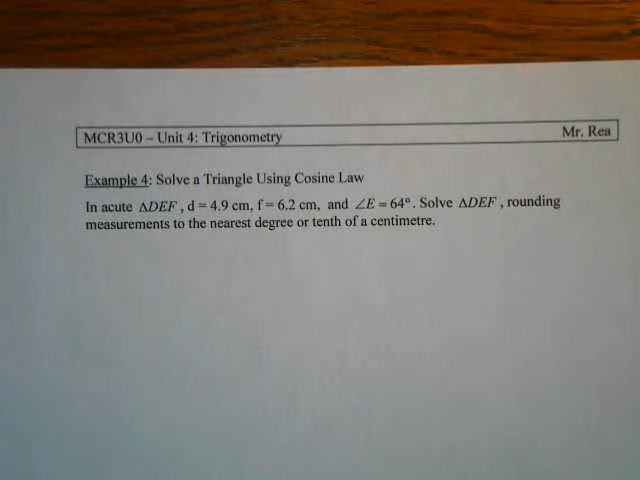 MCR3U0 – Unit 4: Trigonometry Mr. Rea
Example 4: Solve a Triangle Using Cosine Law
In acute ΔDEF , d = 4.9 cm, f = 6.2 cm, and ∠E = 64°. Solve ΔDEF , rounding
measurements to the nearest degree or tenth of a centimetre.